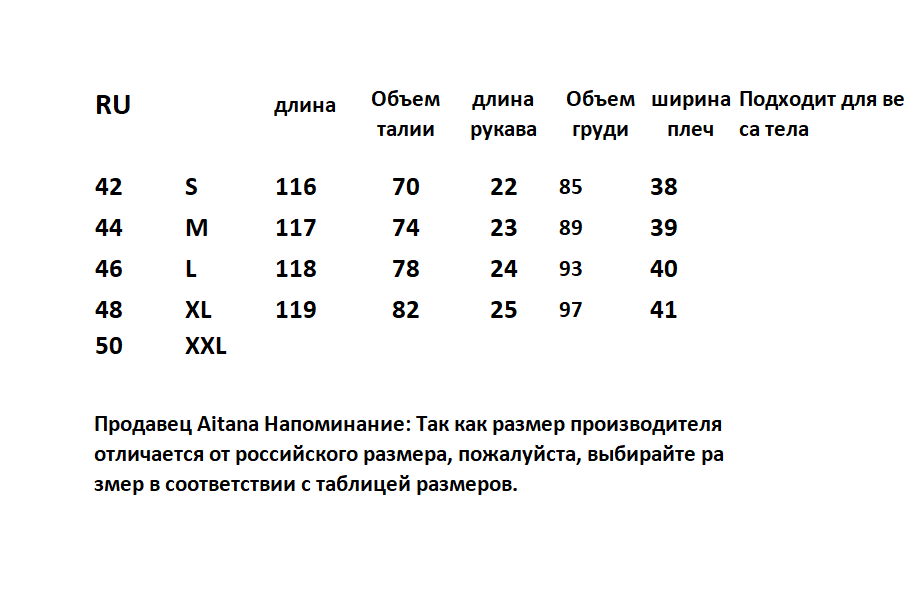 RU длина Объем талии длина рукава Объем груди ширина плеч Подходит для ве са тела
42 S 116 70 22 85 38
44 M 117 74 23 89 39
46 L 118 78 24 93 40
48 XL 119 82 25 97 41
50 XXL
Продавец Aitana Напоминание: Так как размер производителя
отличается от российского размера, пожалуйста, выбирайте ра
змер в соответствии с таблицей размеров.